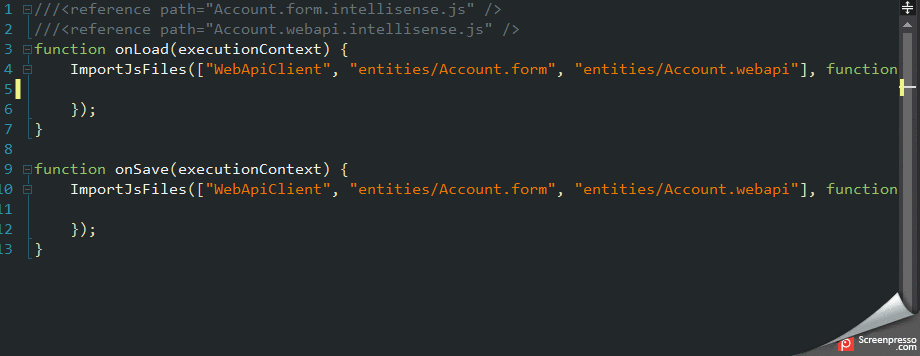 1 ///<reference path="Account.form.intellisense.js" />
2 ///<reference path="Account.webapi.intellisense.js" />
3 function onLoad(executionContext) {
4     ImportJsFiles(["WebApiClient", "entities/Account.form", "entities/Account.webapi"], function
5
6     });
7 }
8
9 function onSave(executionContext) {
10     ImportJsFiles(["WebApiClient", "entities/Account.form", "entities/Account.webapi"], function
11
12     });
13 }
Screenpresso
.com